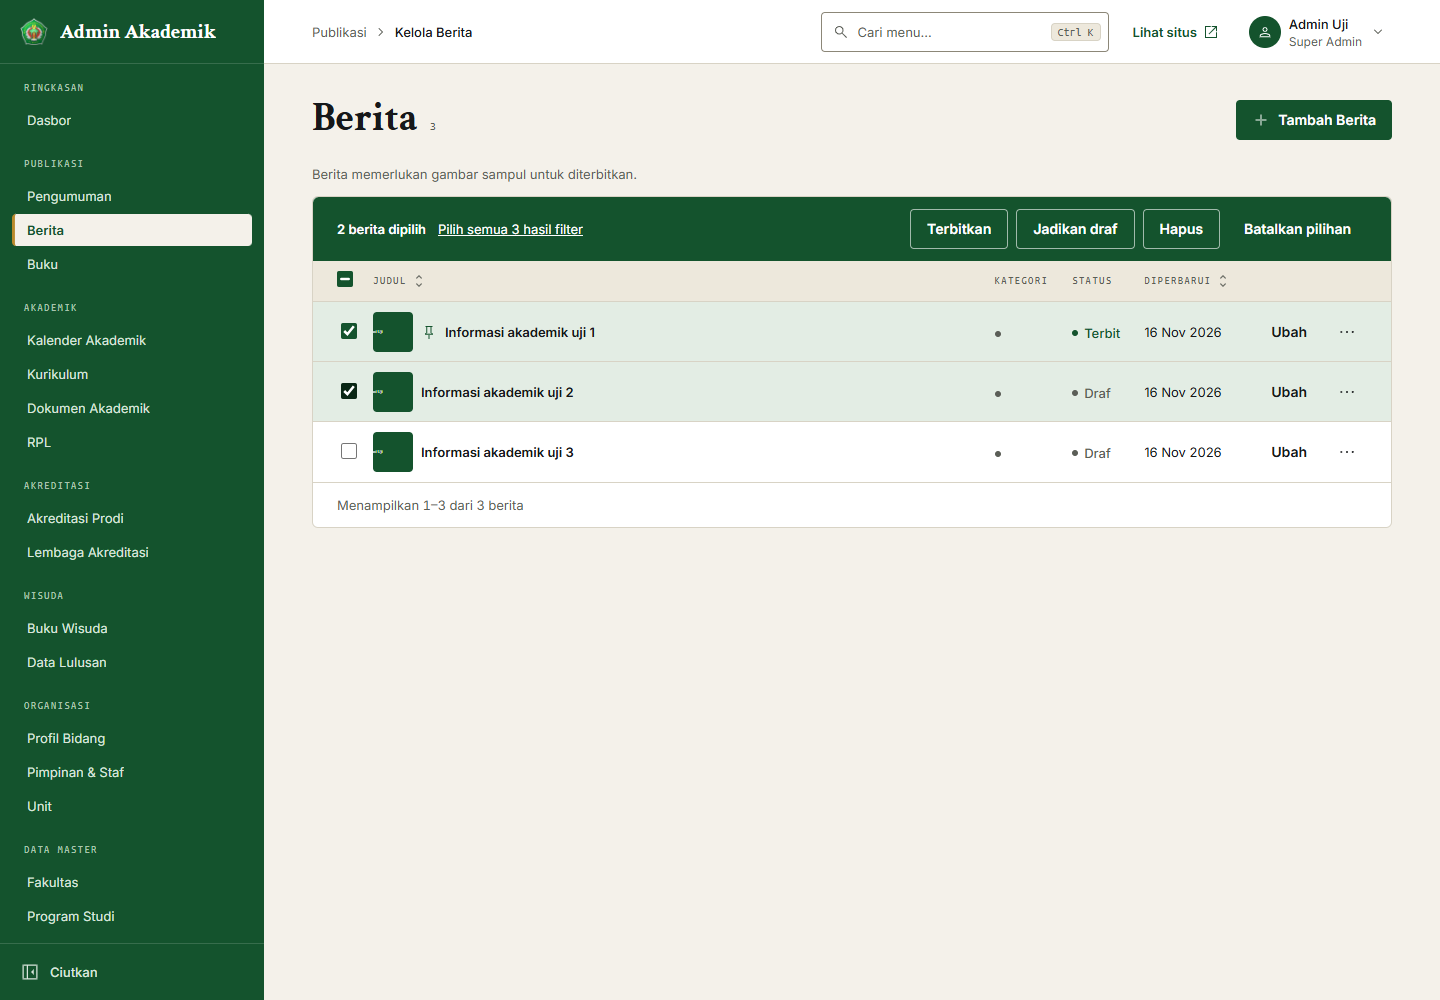 Admin Akademik
RINGKASAN
Dasbor
PUBLIKASI
Pengumuman
Berita
Buku
AKADEMIK
Kalender Akademik
Kurikulum
Dokumen Akademik
RPL
AKREDITASI
Akreditasi Prodi
Lembaga Akreditasi
WISUDA
Buku Wisuda
Data Lulusan
ORGANISASI
Profil Bidang
Pimpinan & Staf
Unit
DATA MASTER
Fakultas
Program Studi
Ciutkan
Publikasi > Kelola Berita
Cari menu... Ctrl K
Lihat situs
Admin Uji
Super Admin
Berita 3
+ Tambah Berita
Berita memerlukan gambar sampul untuk diterbitkan.
2 berita dipilih Pilih semua 3 hasil filter Terbitkan Jadikan draf Hapus Batalkan pilihan
JUDUL KATEGORI STATUS DIPERBARUI
Informasi akademik uji 1 Terbit 16 Nov 2026 Ubah ...
Informasi akademik uji 2 Draf 16 Nov 2026 Ubah ...
Informasi akademik uji 3 Draf 16 Nov 2026 Ubah ...
Menampilkan 1–3 dari 3 berita